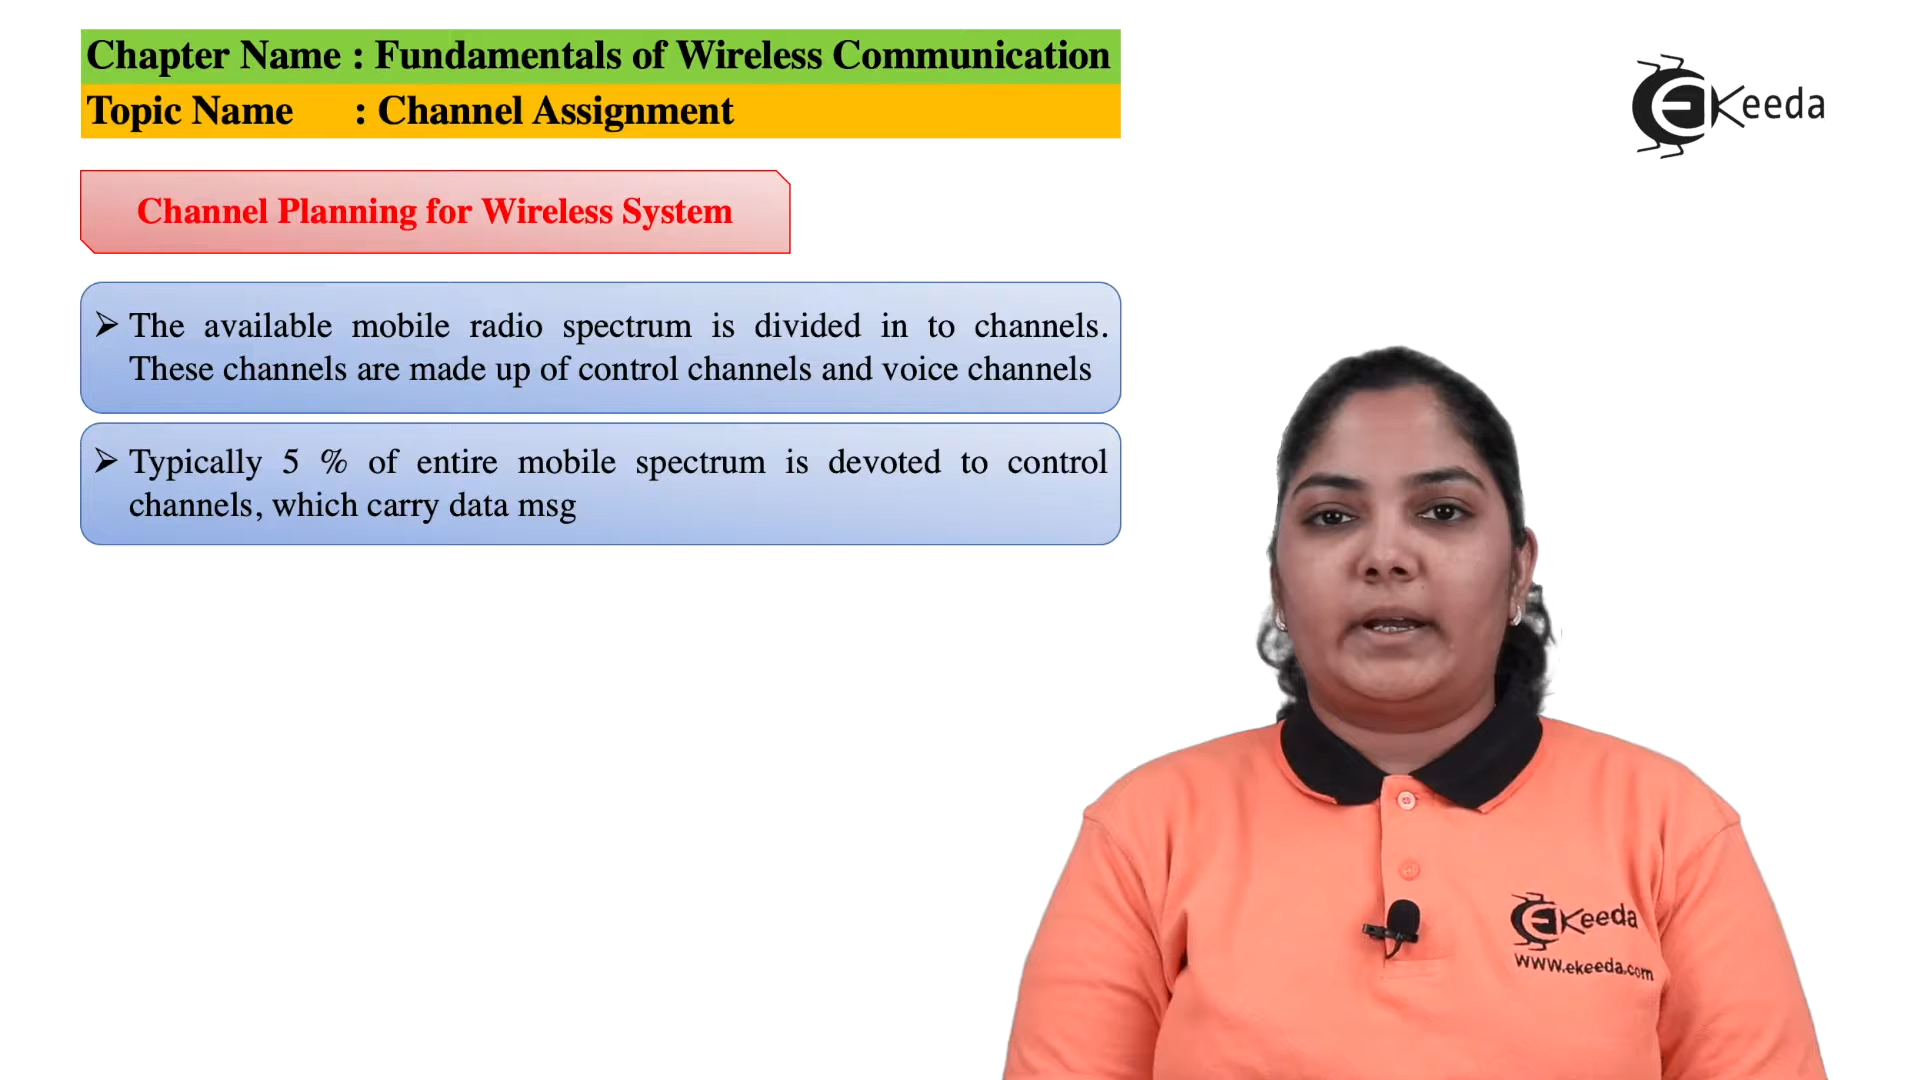 Chapter Name : Fundamentals of Wireless Communication
Topic Name : Channel Assignment
Keeda
Channel Planning for Wireless System
➢ The available mobile radio spectrum is divided in to channels.
These channels are made up of control channels and voice channels
➢ Typically 5 % of entire mobile spectrum is devoted to control
channels, which carry data msg
Keeda
www.ekeeda.com